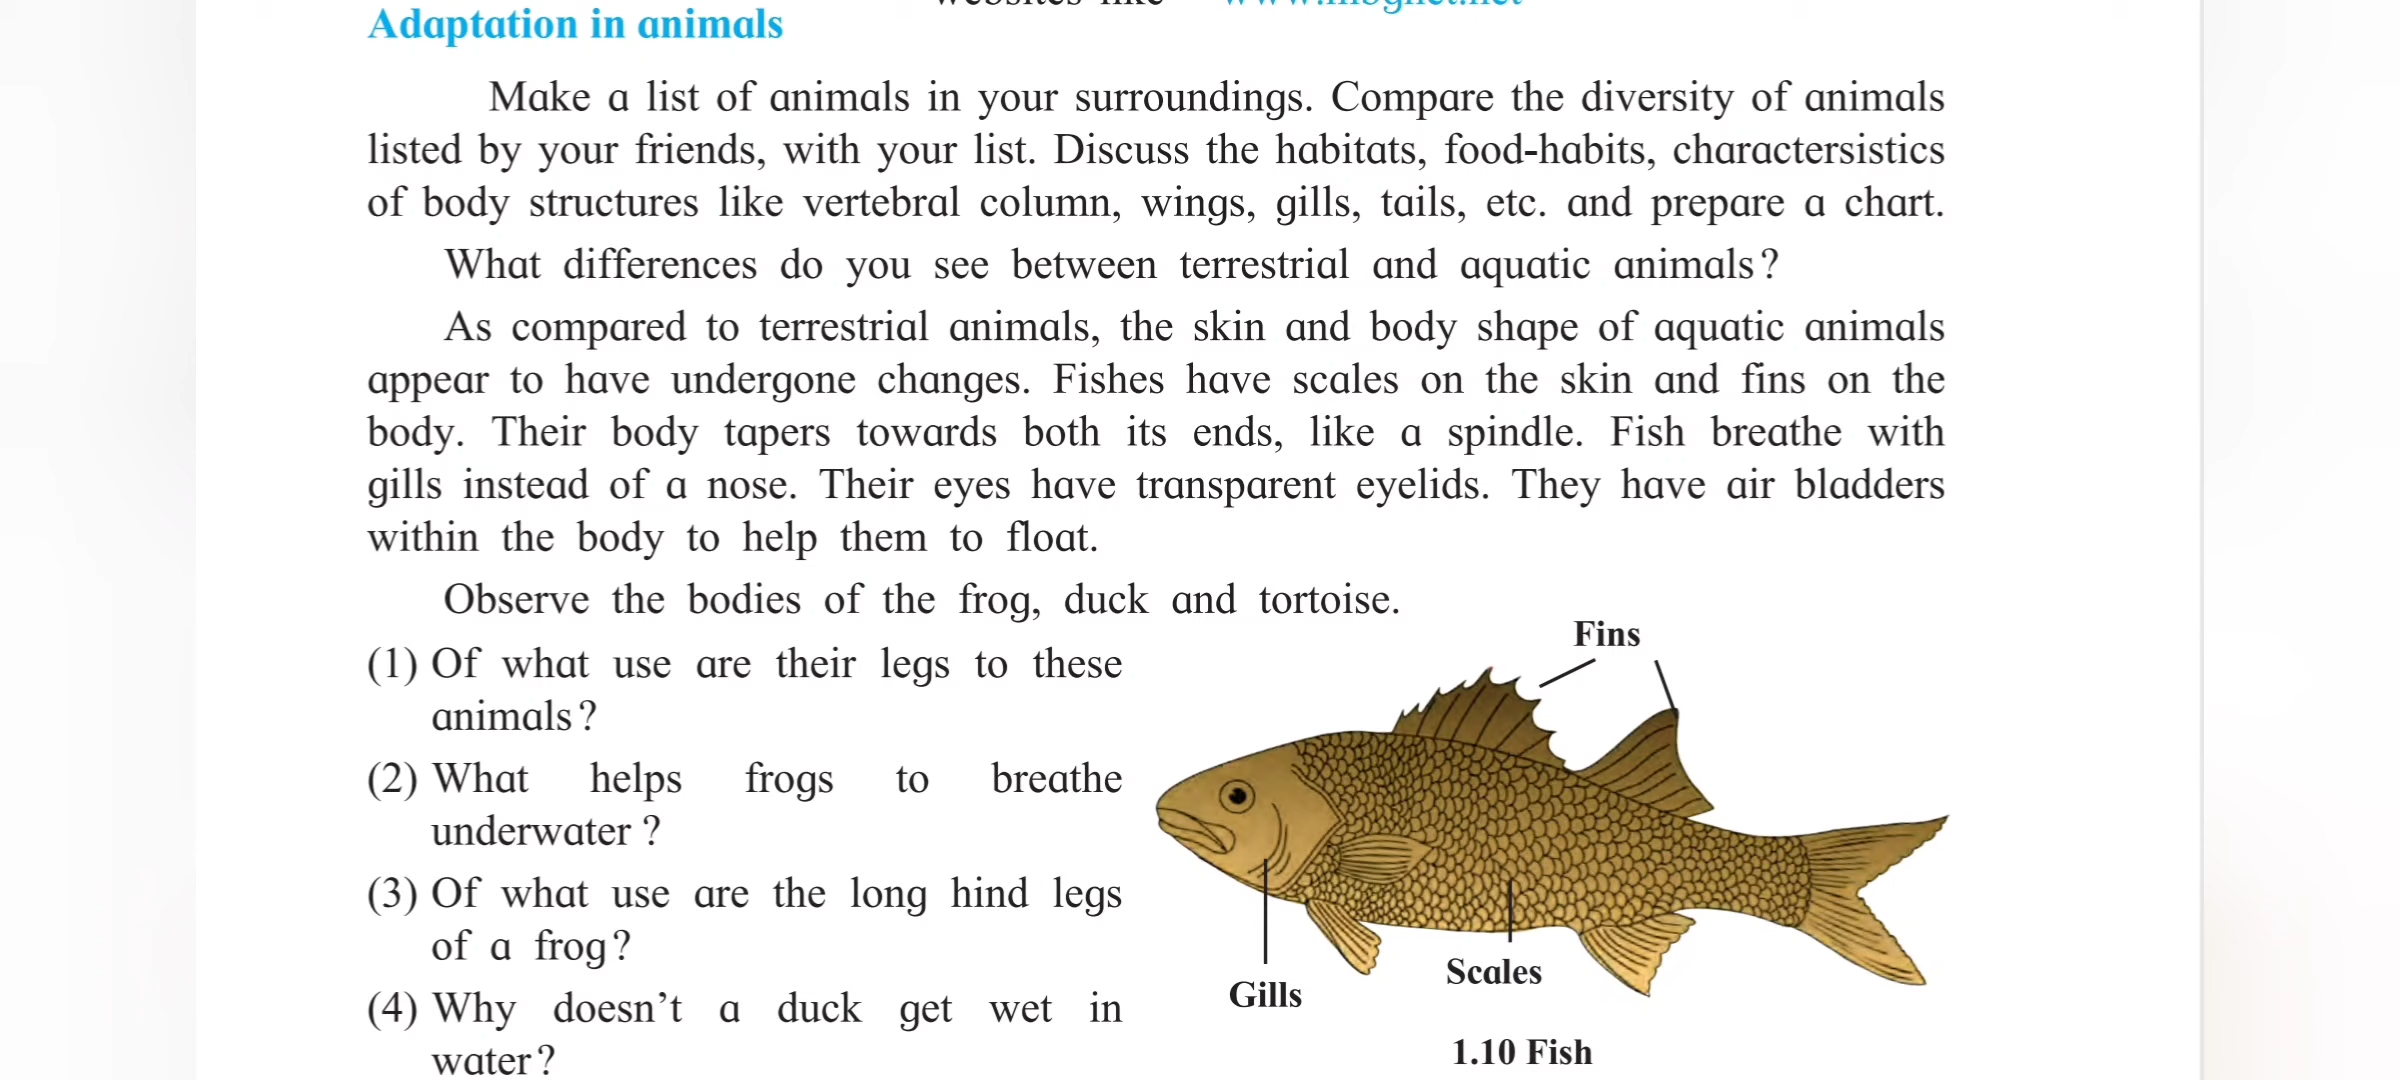 Adaptation in animals
Make a list of animals in your surroundings. Compare the diversity of animals
listed by your friends, with your list. Discuss the habitats, food-habits, charactersistics
of body structures like vertebral column, wings, gills, tails, etc. and prepare a chart.
What differences do you see between terrestrial and aquatic animals?
As compared to terrestrial animals, the skin and body shape of aquatic animals
appear to have undergone changes. Fishes have scales on the skin and fins on the
body. Their body tapers towards both its ends, like a spindle. Fish breathe with
gills instead of a nose. Their eyes have transparent eyelids. They have air bladders
within the body to help them to float.
Observe the bodies of the frog, duck and tortoise.
(1) Of what use are their legs to these
animals?
(2) What helps frogs to breathe
underwater ?
(3) Of what use are the long hind legs
of a frog?
(4) Why doesn’t a duck get wet in
water?
Fins
Gills
Scales
1.10 Fish